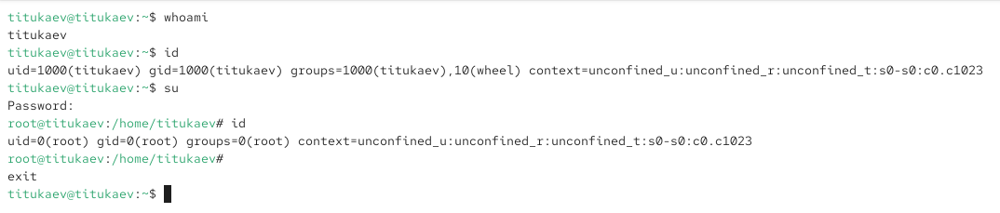 titukaev@titukaev:~$ whoami
titukaev
titukaev@titukaev:~$ id
uid=1000(titukaev) gid=1000(titukaev) groups=1000(titukaev),10(wheel) context=unconfined_u:unconfined_r:unconfined_t:s0-s0:c0.c1023
titukaev@titukaev:~$ su
Password:
root@titukaev:/home/titukaev# id
uid=0(root) gid=0(root) groups=0(root) context=unconfined_u:unconfined_r:unconfined_t:s0-s0:c0.c1023
root@titukaev:/home/titukaev#
exit
titukaev@titukaev:~$